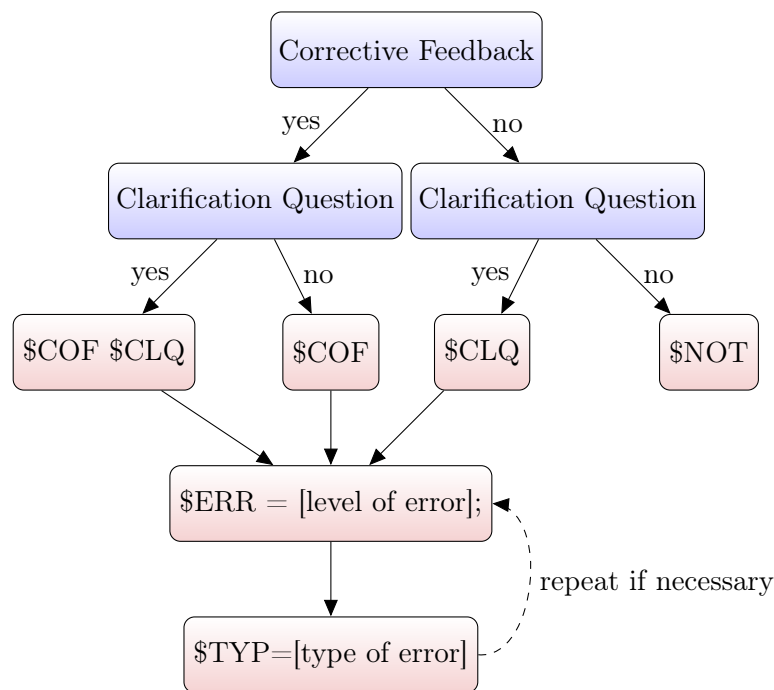 Corrective Feedback
yes
no
Clarification Question
Clarification Question
yes
no
yes
no
$COF $CLQ
$COF
$CLQ
$NOT
$ERR = [level of error];
repeat if necessary
$TYP=[type of error]